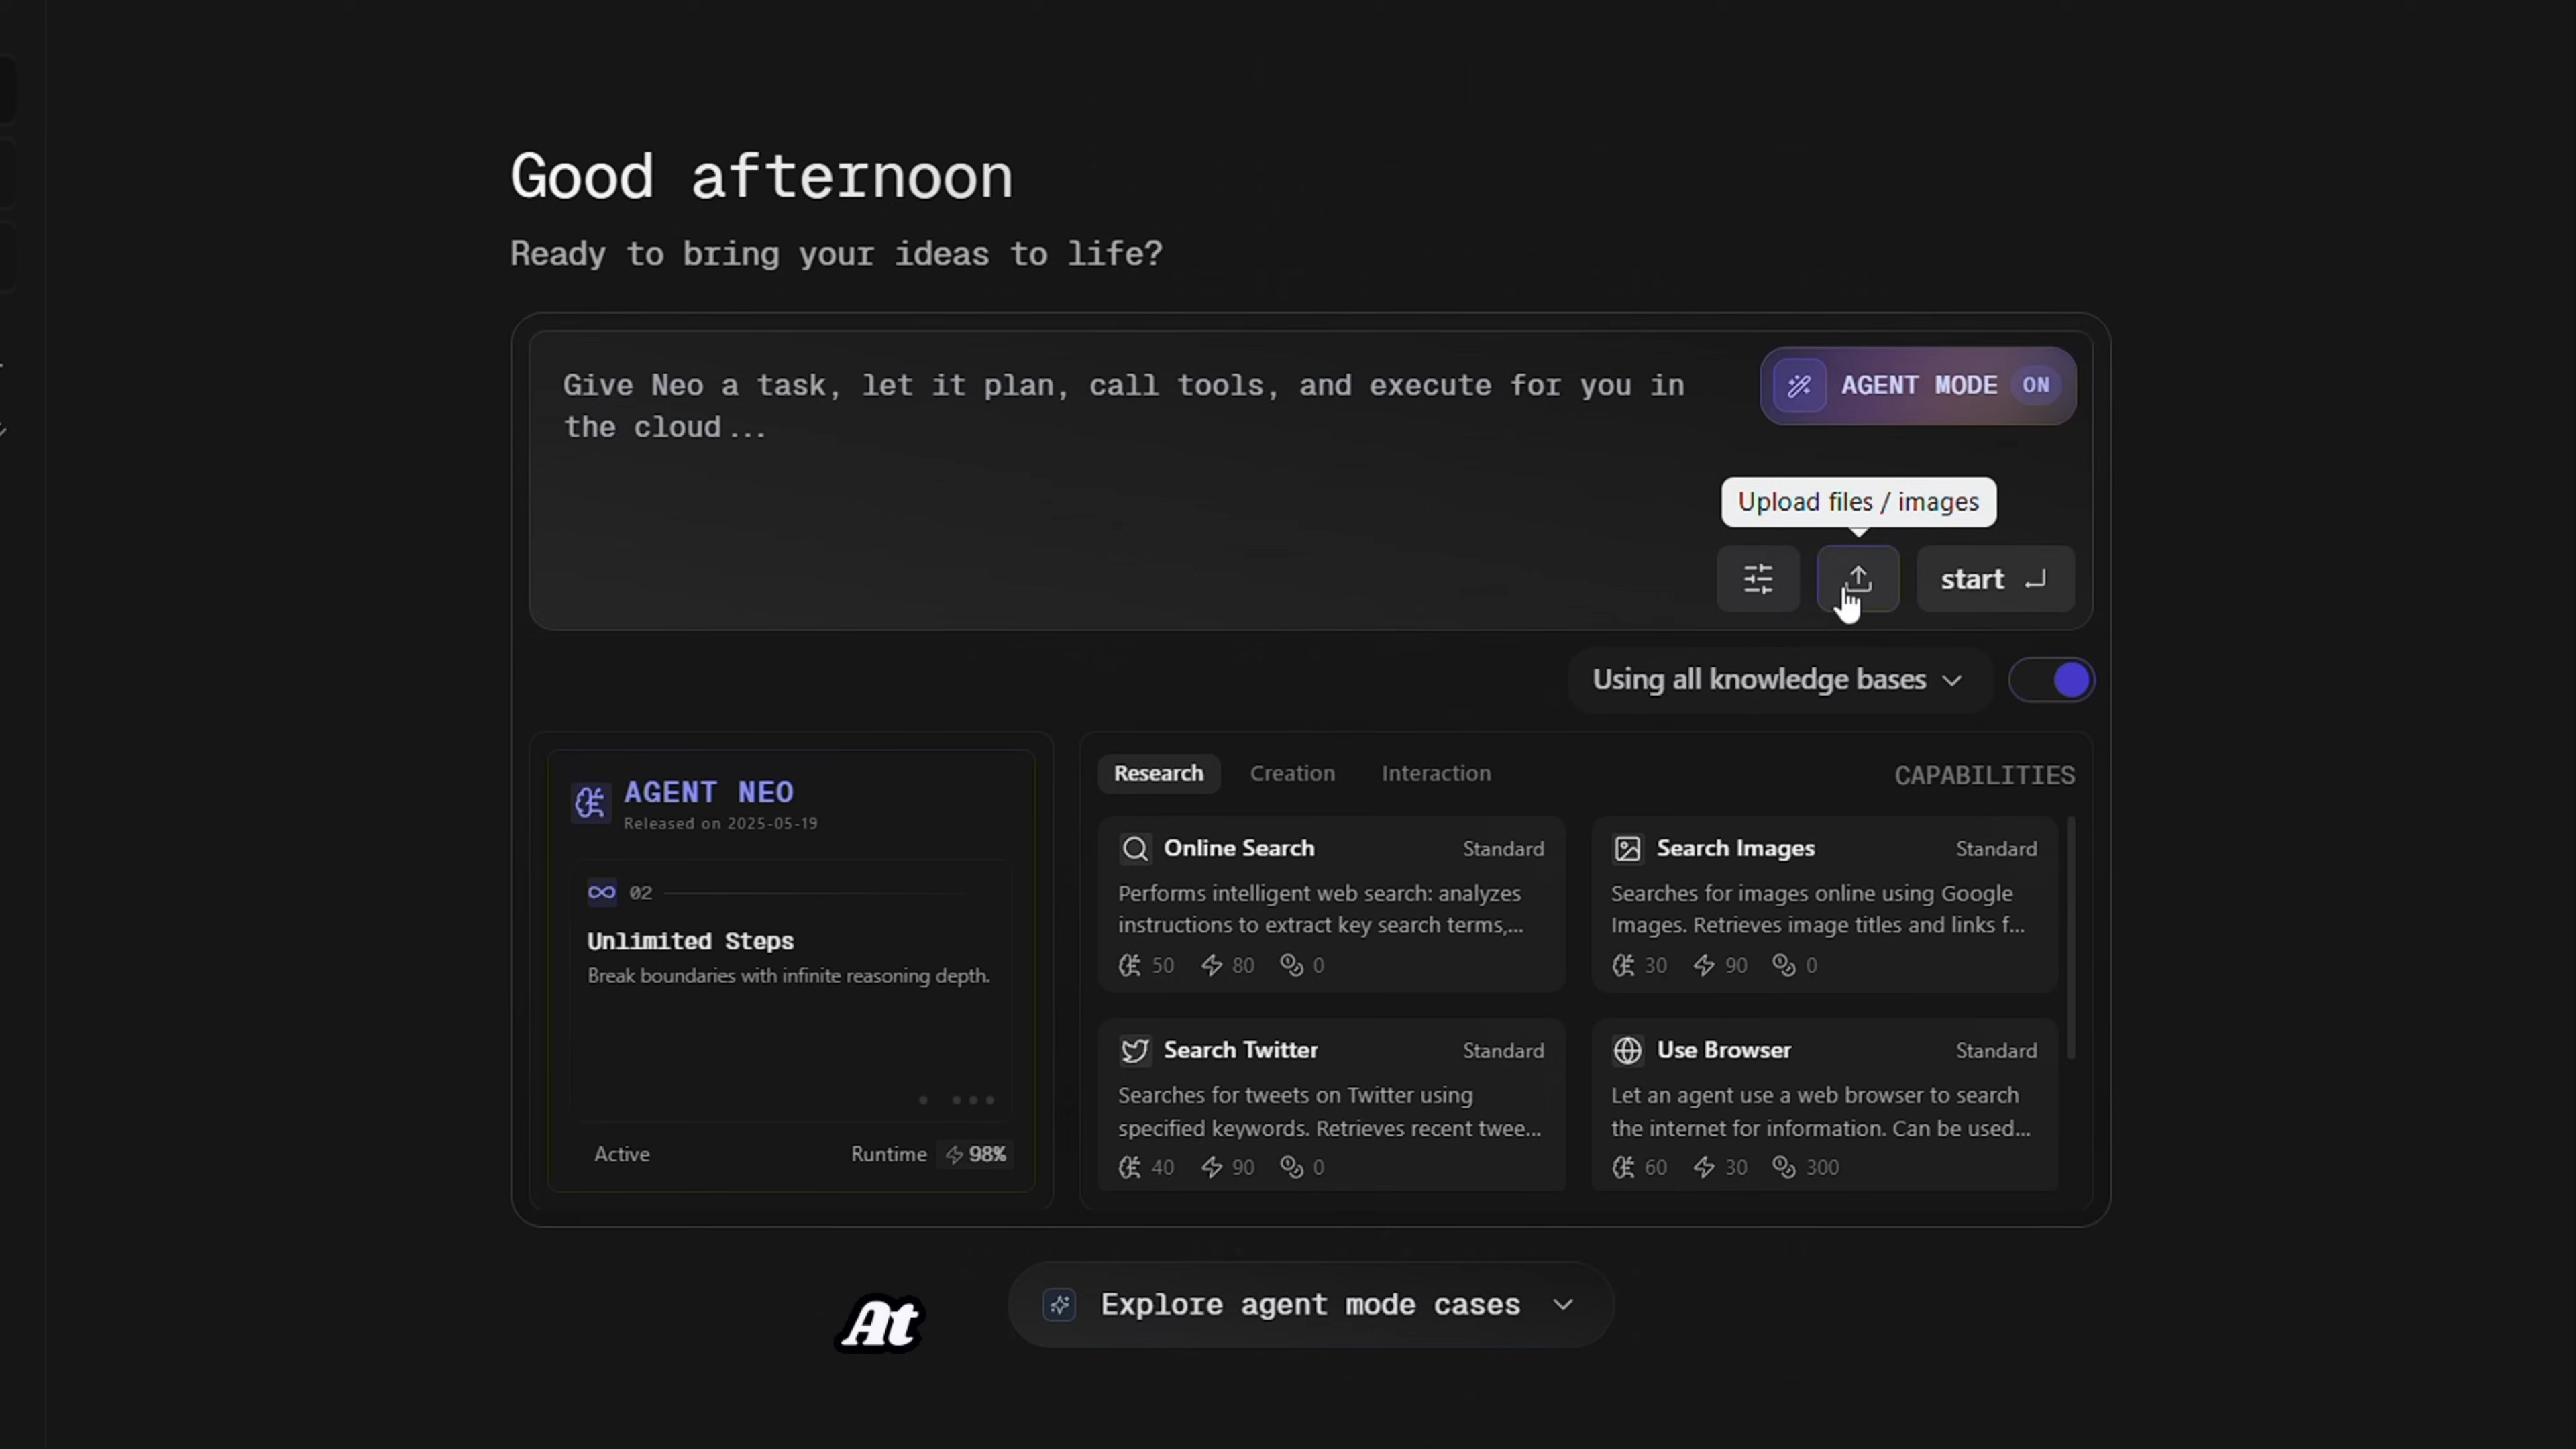 Good afternoon
Ready to bring your ideas to life?
Give Neo a task, let it plan, call tools, and execute for you in
the cloud...
AGENT MODE ON
Upload files / images
start
Using all knowledge bases
AGENT NEO
Released on 2025-05-19
02
Unlimited Steps
Break boundaries with infinite reasoning depth.
Active
Runtime 98%
Research Creation Interaction CAPABILITIES
Online Search Standard
Performs intelligent web search: analyzes
instructions to extract key search terms,...
50 80 0
Search Images Standard
Searches for images online using Google
Images. Retrieves image titles and links f...
30 90 0
Search Twitter Standard
Searches for tweets on Twitter using
specified keywords. Retrieves recent twee...
40 90 0
Use Browser Standard
Let an agent use a web browser to search
the internet for information. Can be used...
60 30 300
At
Explore agent mode cases